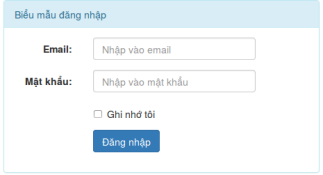 Biểu mẫu đăng nhập
Email: Nhập vào email
Mật khẩu: Nhập vào mật khẩu
Ghi nhớ tôi
Đăng nhập